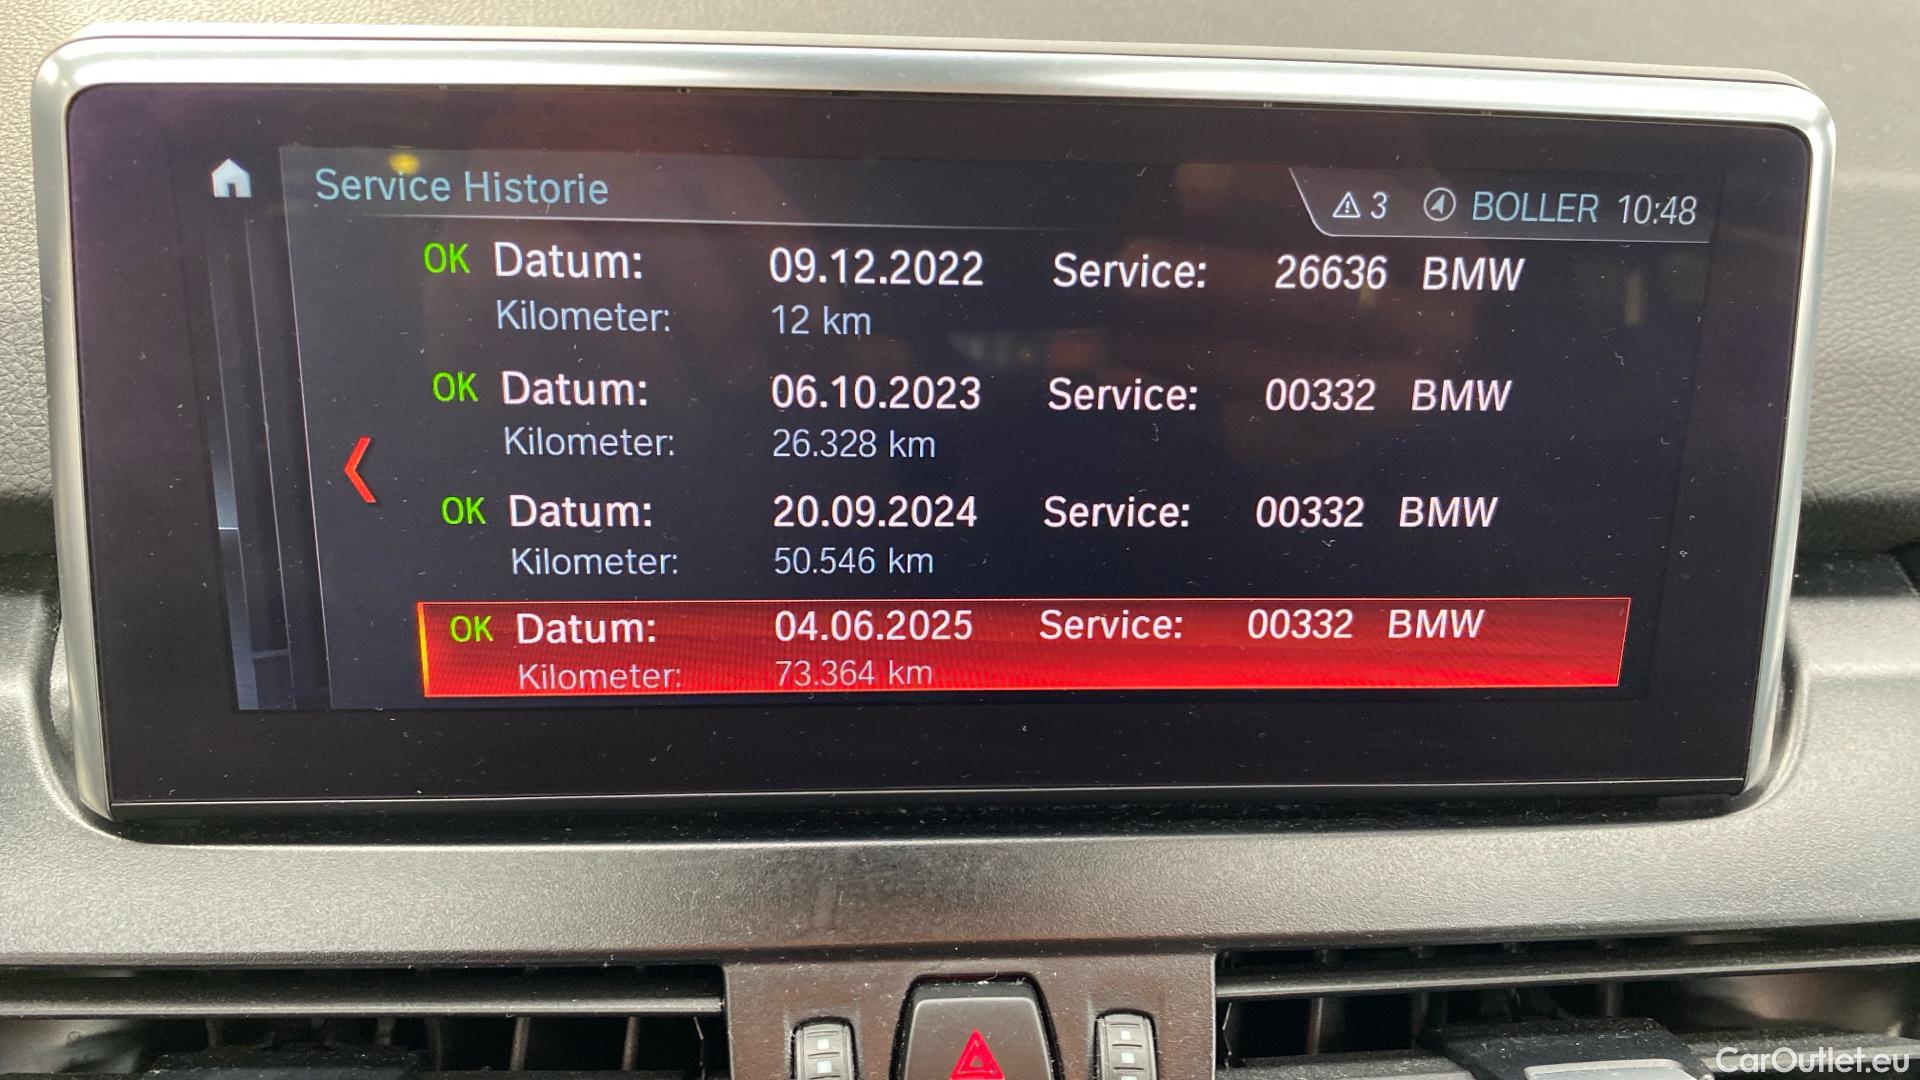 Service Historie
3 BOLLER 10:48
OK Datum: 09.12.2022 Service: 26636 BMW
Kilometer: 12 km
OK Datum: 06.10.2023 Service: 00332 BMW
Kilometer: 26.328 km
OK Datum: 20.09.2024 Service: 00332 BMW
Kilometer: 50.546 km
OK Datum: 04.06.2025 Service: 00332 BMW
Kilometer: 73.364 km
CarOutlet.eu